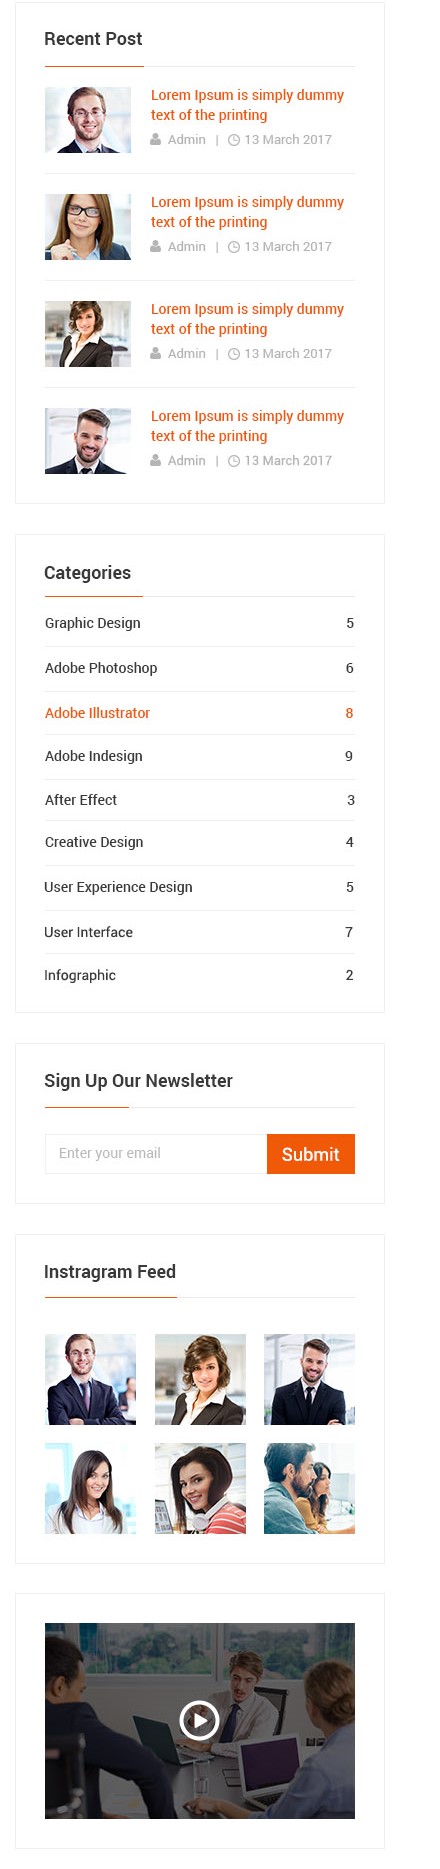 Recent Post
Lorem Ipsum is simply dummy
text of the printing
Admin | 13 March 2017
Lorem Ipsum is simply dummy
text of the printing
Admin | 13 March 2017
Lorem Ipsum is simply dummy
text of the printing
Admin | 13 March 2017
Lorem Ipsum is simply dummy
text of the printing
Admin | 13 March 2017
Categories
Graphic Design 5
Adobe Photoshop 6
Adobe Illustrator 8
Adobe Indesign 9
After Effect 3
Creative Design 4
User Experience Design 5
User Interface 7
Infographic 2
Sign Up Our Newsletter
Enter your email Submit
Instragram Feed